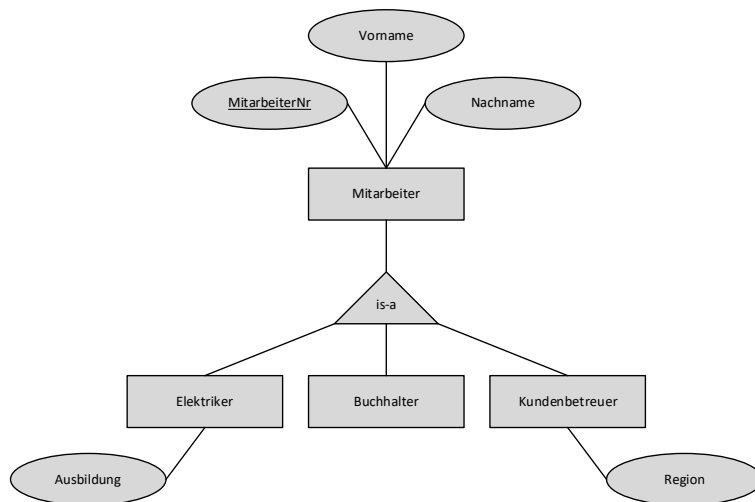 Vorname
MitarbeiterNr
Nachname
Mitarbeiter
is-a
Elektriker
Buchhalter
Kundenbetreuer
Ausbildung
Region